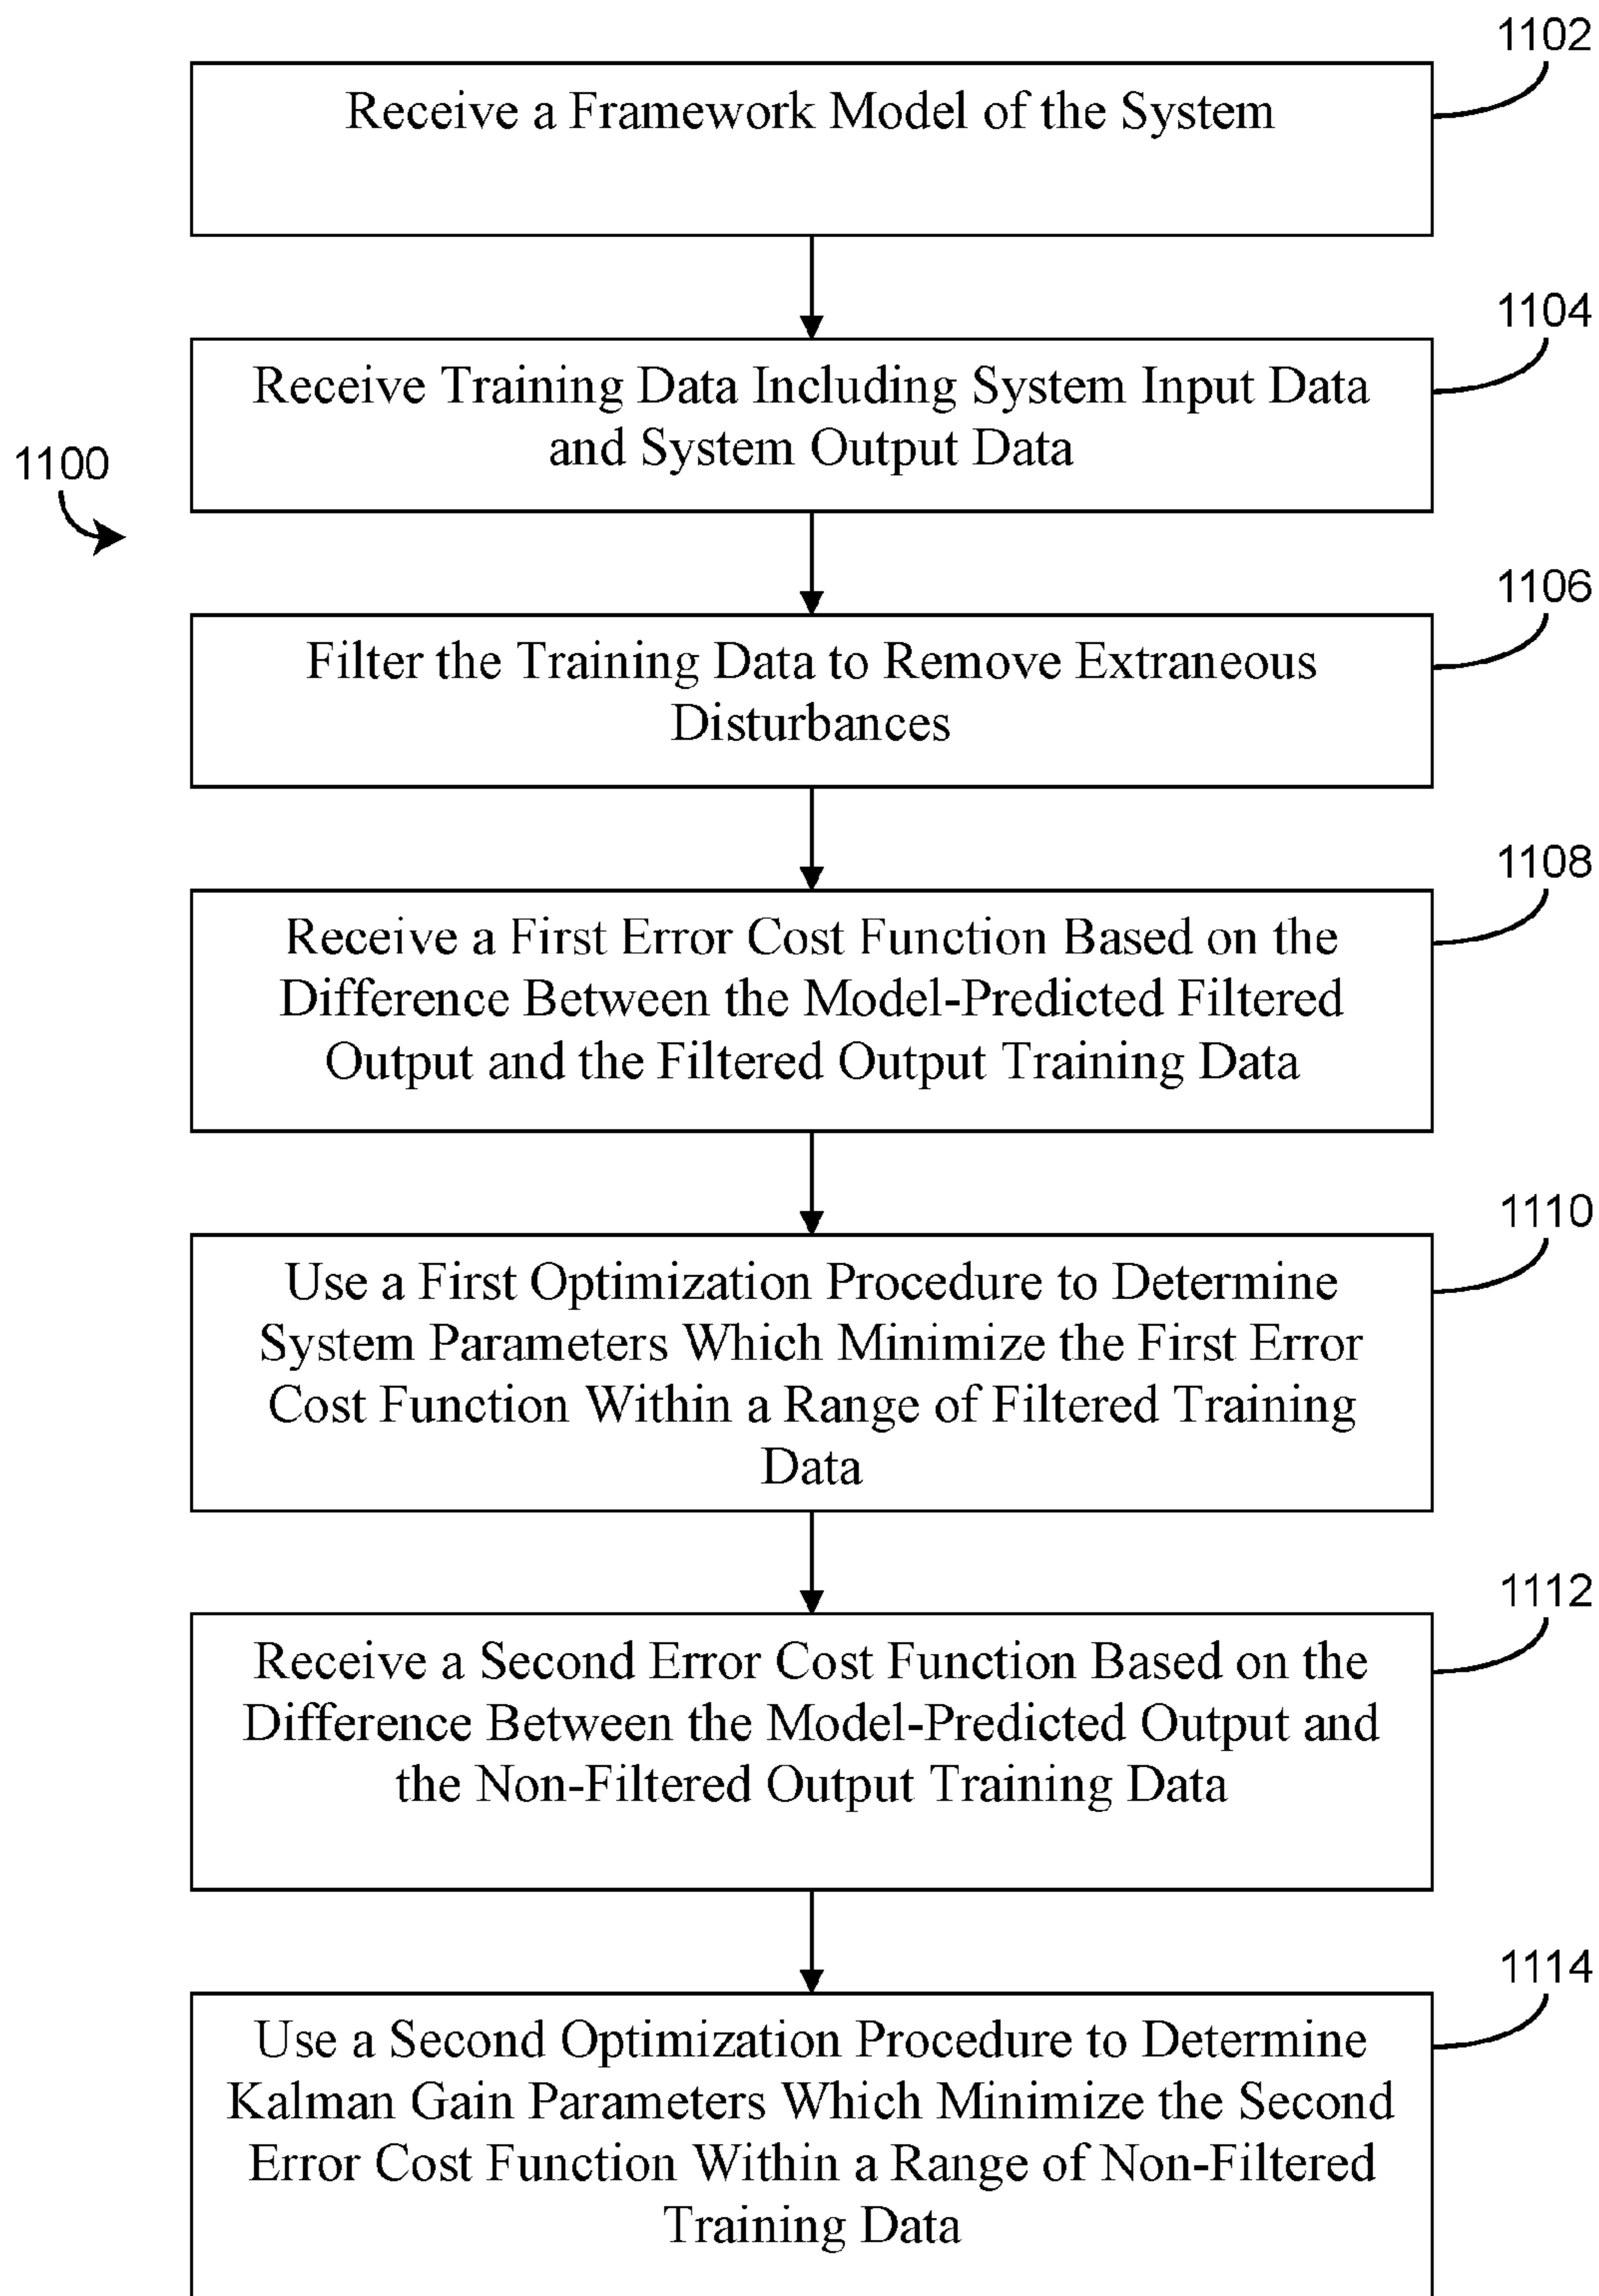 1102
Receive a Framework Model of the System
1104
Receive Training Data Including System Input Data
and System Output Data
1100
1106
Filter the Training Data to Remove Extraneous
Disturbances
1108
Receive a First Error Cost Function Based on the
Difference Between the Model-Predicted Filtered
Output and the Filtered Output Training Data
1110
Use a First Optimization Procedure to Determine
System Parameters Which Minimize the First Error
Cost Function Within a Range of Filtered Training
Data
1112
Receive a Second Error Cost Function Based on the
Difference Between the Model-Predicted Output and
the Non-Filtered Output Training Data
1114
Use a Second Optimization Procedure to Determine
Kalman Gain Parameters Which Minimize the Second
Error Cost Function Within a Range of Non-Filtered
Training Data